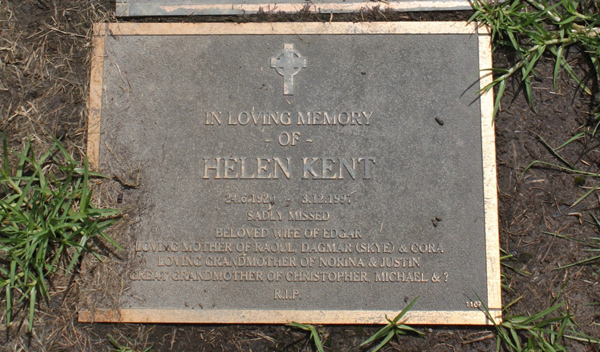 IN LOVING MEMORY
- OF -
HELEN KENT
24.6.1920 - 3.12.1997
SADLY MISSED
BELOVED WIFE OF EDGAR
LOVING MOTHER OF RAOUL, DAGMAR (SKYE) & CORA
LOVING GRANDMOTHER OF NORINA & JUSTIN
GREAT GRANDMOTHER OF CHRISTOPHER, MICHAEL & ?
R.I.P.